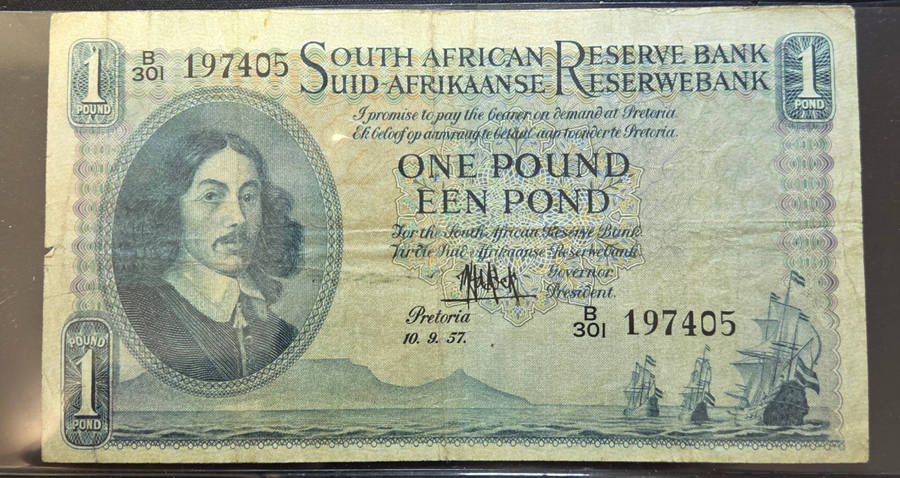 1 POUND
B/301 197405
SOUTH AFRICAN RESERVE BANK
SUID-AFRIKAANSE RESERWEBANK
1 POND
I promise to pay the bearer on demand at Pretoria
Ek beloof op aanvraag te betaal aan toonder te Pretoria.
ONE POUND
EEN POND
For the South African Reserve Bank
Vir die Suid-Afrikaanse Reserwebank
Governor.
President.
Pretoria
10. 9. 57.
B/301 197405
POUND
1
POND